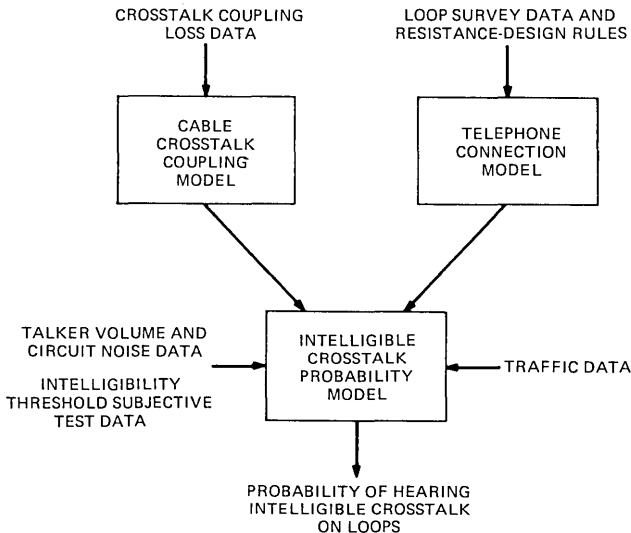 CROSSTALK COUPLING
LOSS DATA
LOOP SURVEY DATA AND
RESISTANCE-DESIGN RULES
CABLE
CROSSTALK
COUPLING
MODEL
TELEPHONE
CONNECTION
MODEL
TALKER VOLUME AND
CIRCUIT NOISE DATA
INTELLIGIBILITY
THRESHOLD SUBJECTIVE
TEST DATA
INTELLIGIBLE
CROSSTALK
PROBABILITY
MODEL
TRAFFIC DATA
PROBABILITY OF HEARING
INTELLIGIBLE CROSSTALK
ON LOOPS